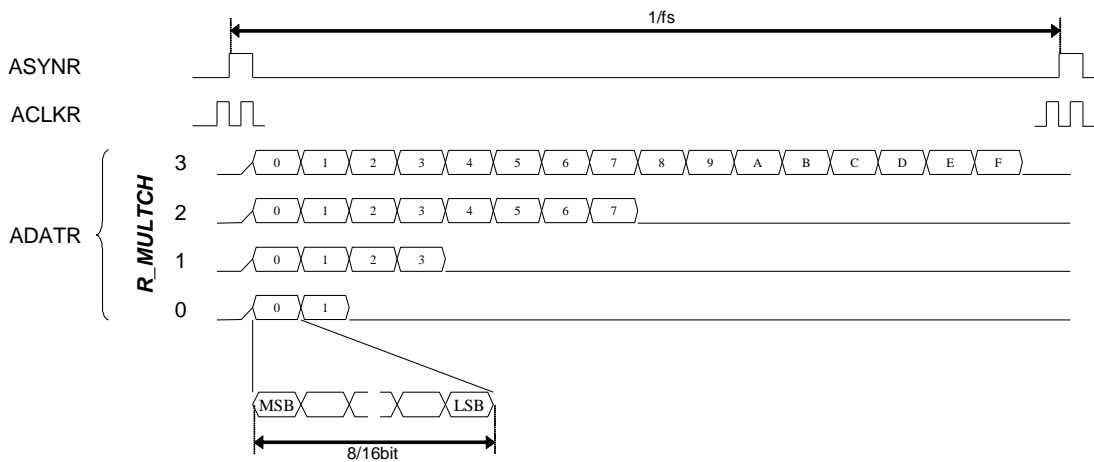 1/fs
ASYNR
ACLKR
ADATR
R_MULTCH
3 0 1 2 3 4 5 6 7 8 9 A B C D E F
2 0 1 2 3 4 5 6 7
1 0 1 2 3
0 0 1
MSB LSB
8/16bit